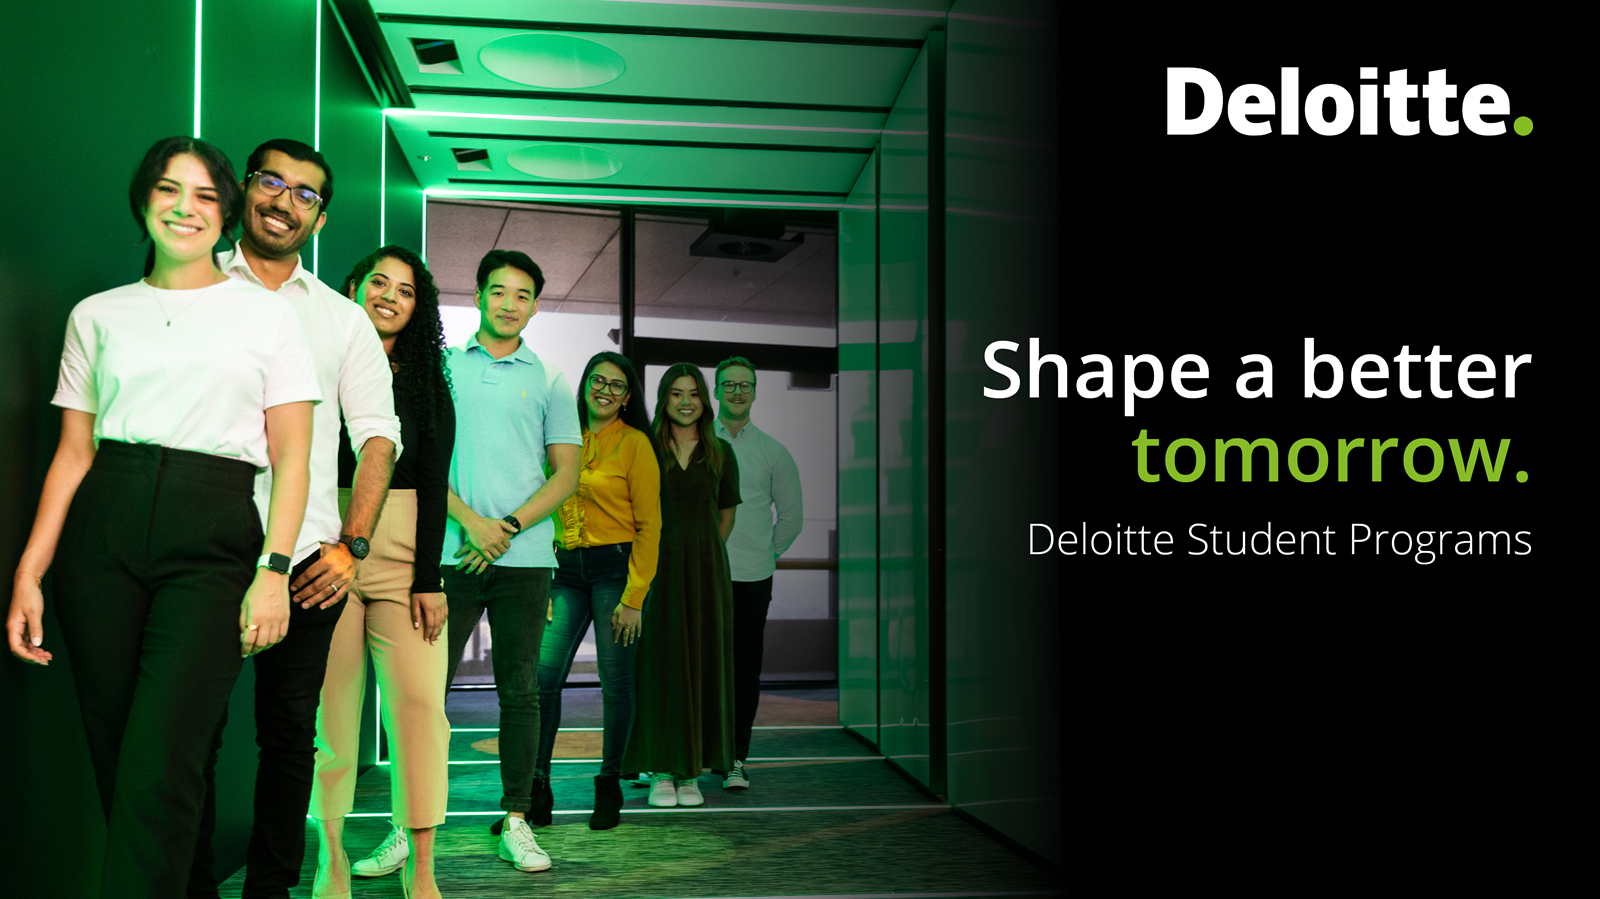 Deloitte.
Shape a better
tomorrow.
Deloitte Student Programs